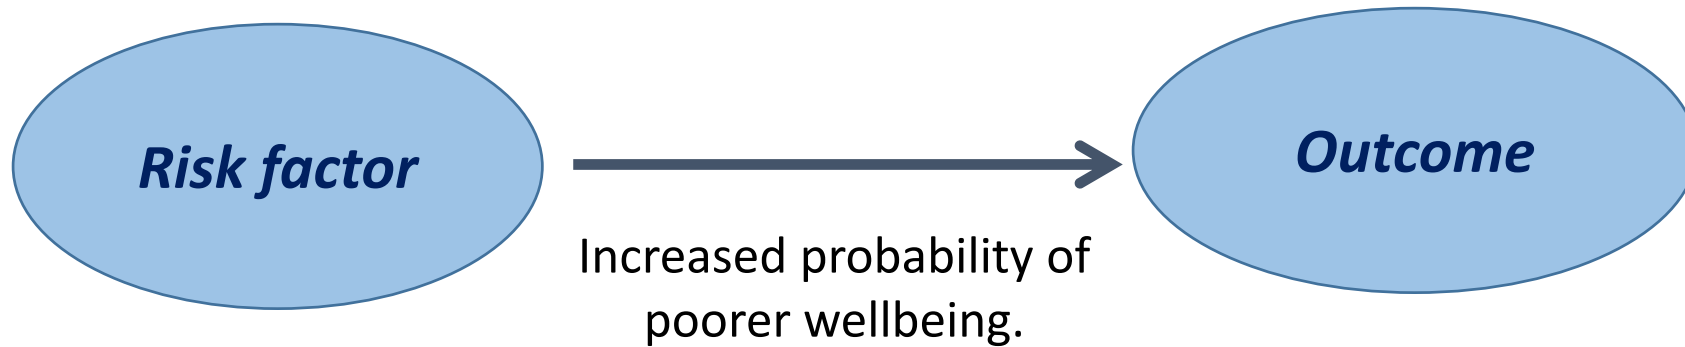 Risk factor
Outcome
Increased probability of
poorer wellbeing.